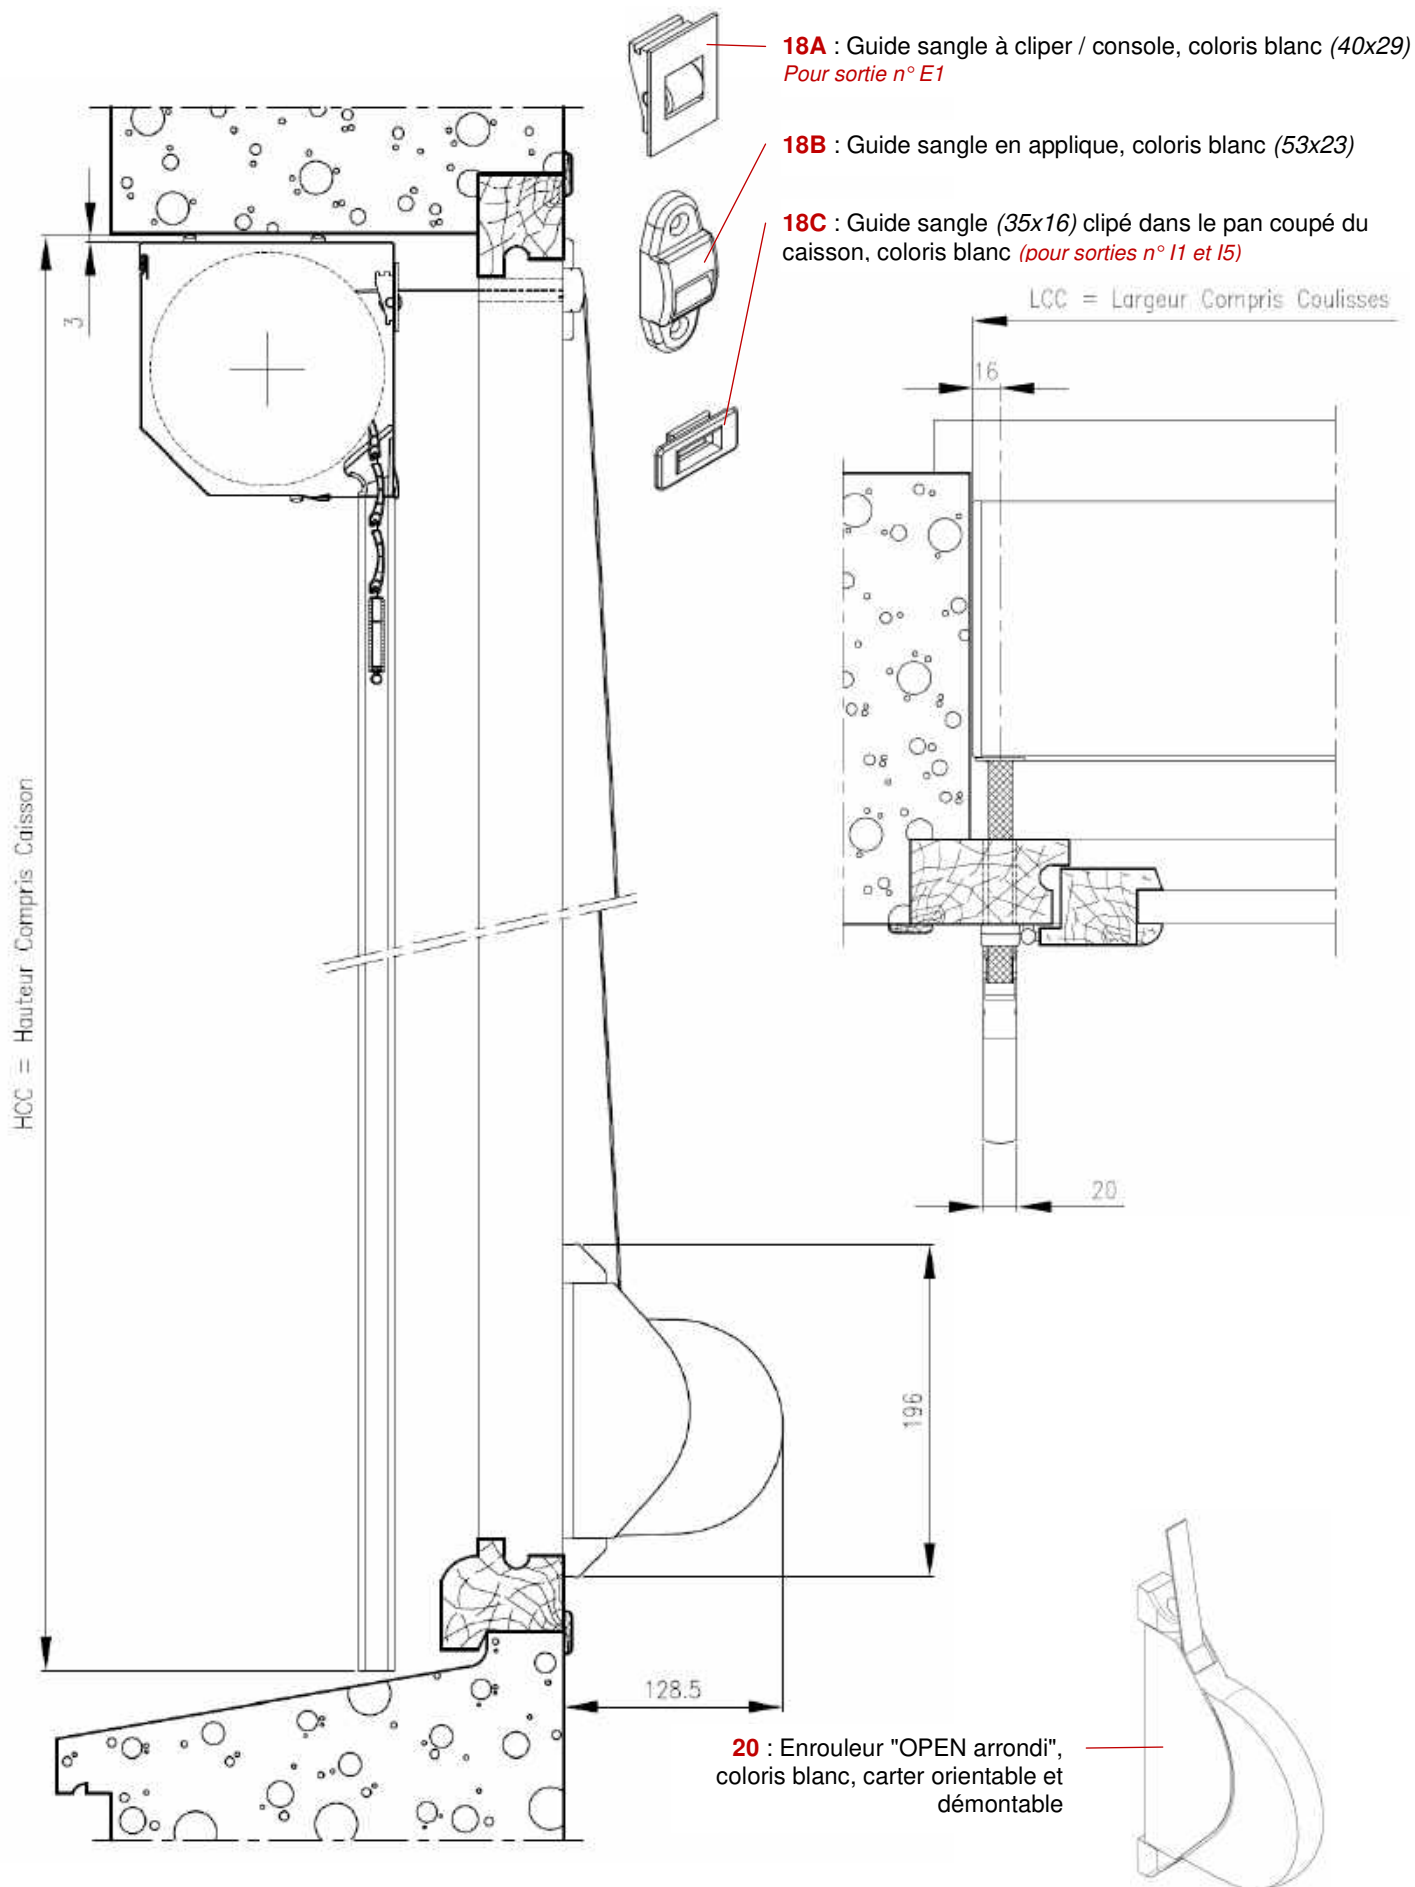 18A : Guide sangle à cliper / console, coloris blanc (40x29)
Pour sortie n° E1
18B : Guide sangle en applique, coloris blanc (53x23)
18C : Guide sangle (35x16) clipé dans le pan coupé du
caisson, coloris blanc (pour sorties n° I1 et I5)
LCC = Largeur Compris Coulisses
16
3
HCC = Hauteur Compris Caisson
20
196
128.5
20 : Enrouleur "OPEN arrondi",
coloris blanc, carter orientable et
démontable